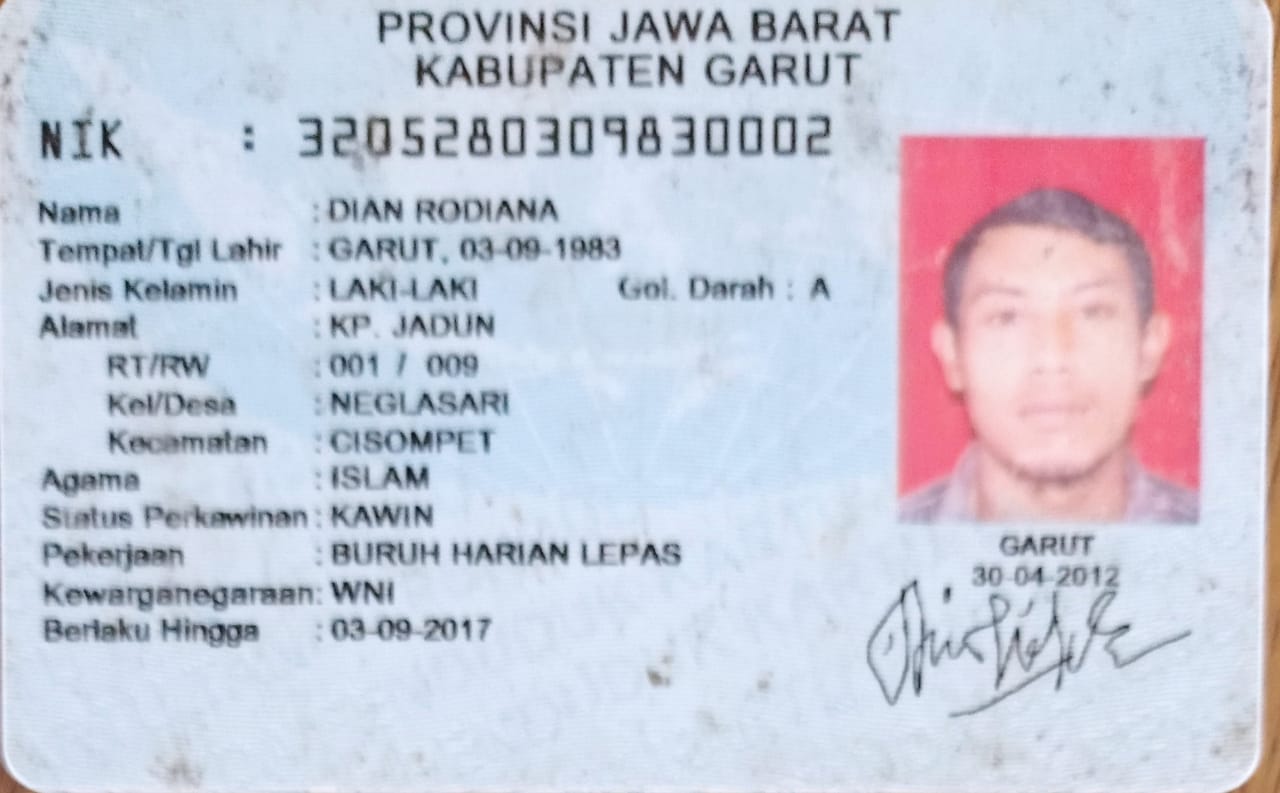 PROVINSI JAWA BARAT
KABUPATEN GARUT
NIK : 3205280309830002
Nama : DIAN RODIANA
Tempat/Tgl Lahir : GARUT, 03-09-1983
Jenis Kelamin : LAKI-LAKI Gol. Darah : A
Alamat : KP. JADUN
RT/RW : 001 / 009
Kel/Desa : NEGLASARI
Kecamatan : CISOMPET
Agama : ISLAM
Status Perkawinan : KAWIN
Pekerjaan : BURUH HARIAN LEPAS
Kewarganegaraan: WNI
Berlaku Hingga : 03-09-2017
GARUT
30-04-2012